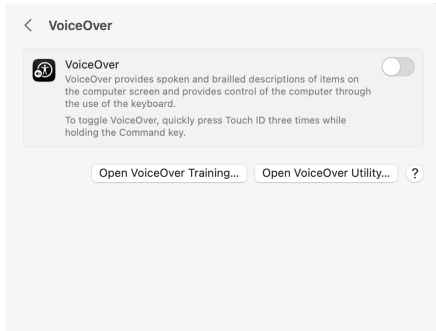 VoiceOver
VoiceOver
VoiceOver provides spoken and brailled descriptions of items on
the computer screen and provides control of the computer through
the use of the keyboard.
To toggle VoiceOver, quickly press Touch ID three times while
holding the Command key.
Open VoiceOver Training... Open VoiceOver Utility... ?